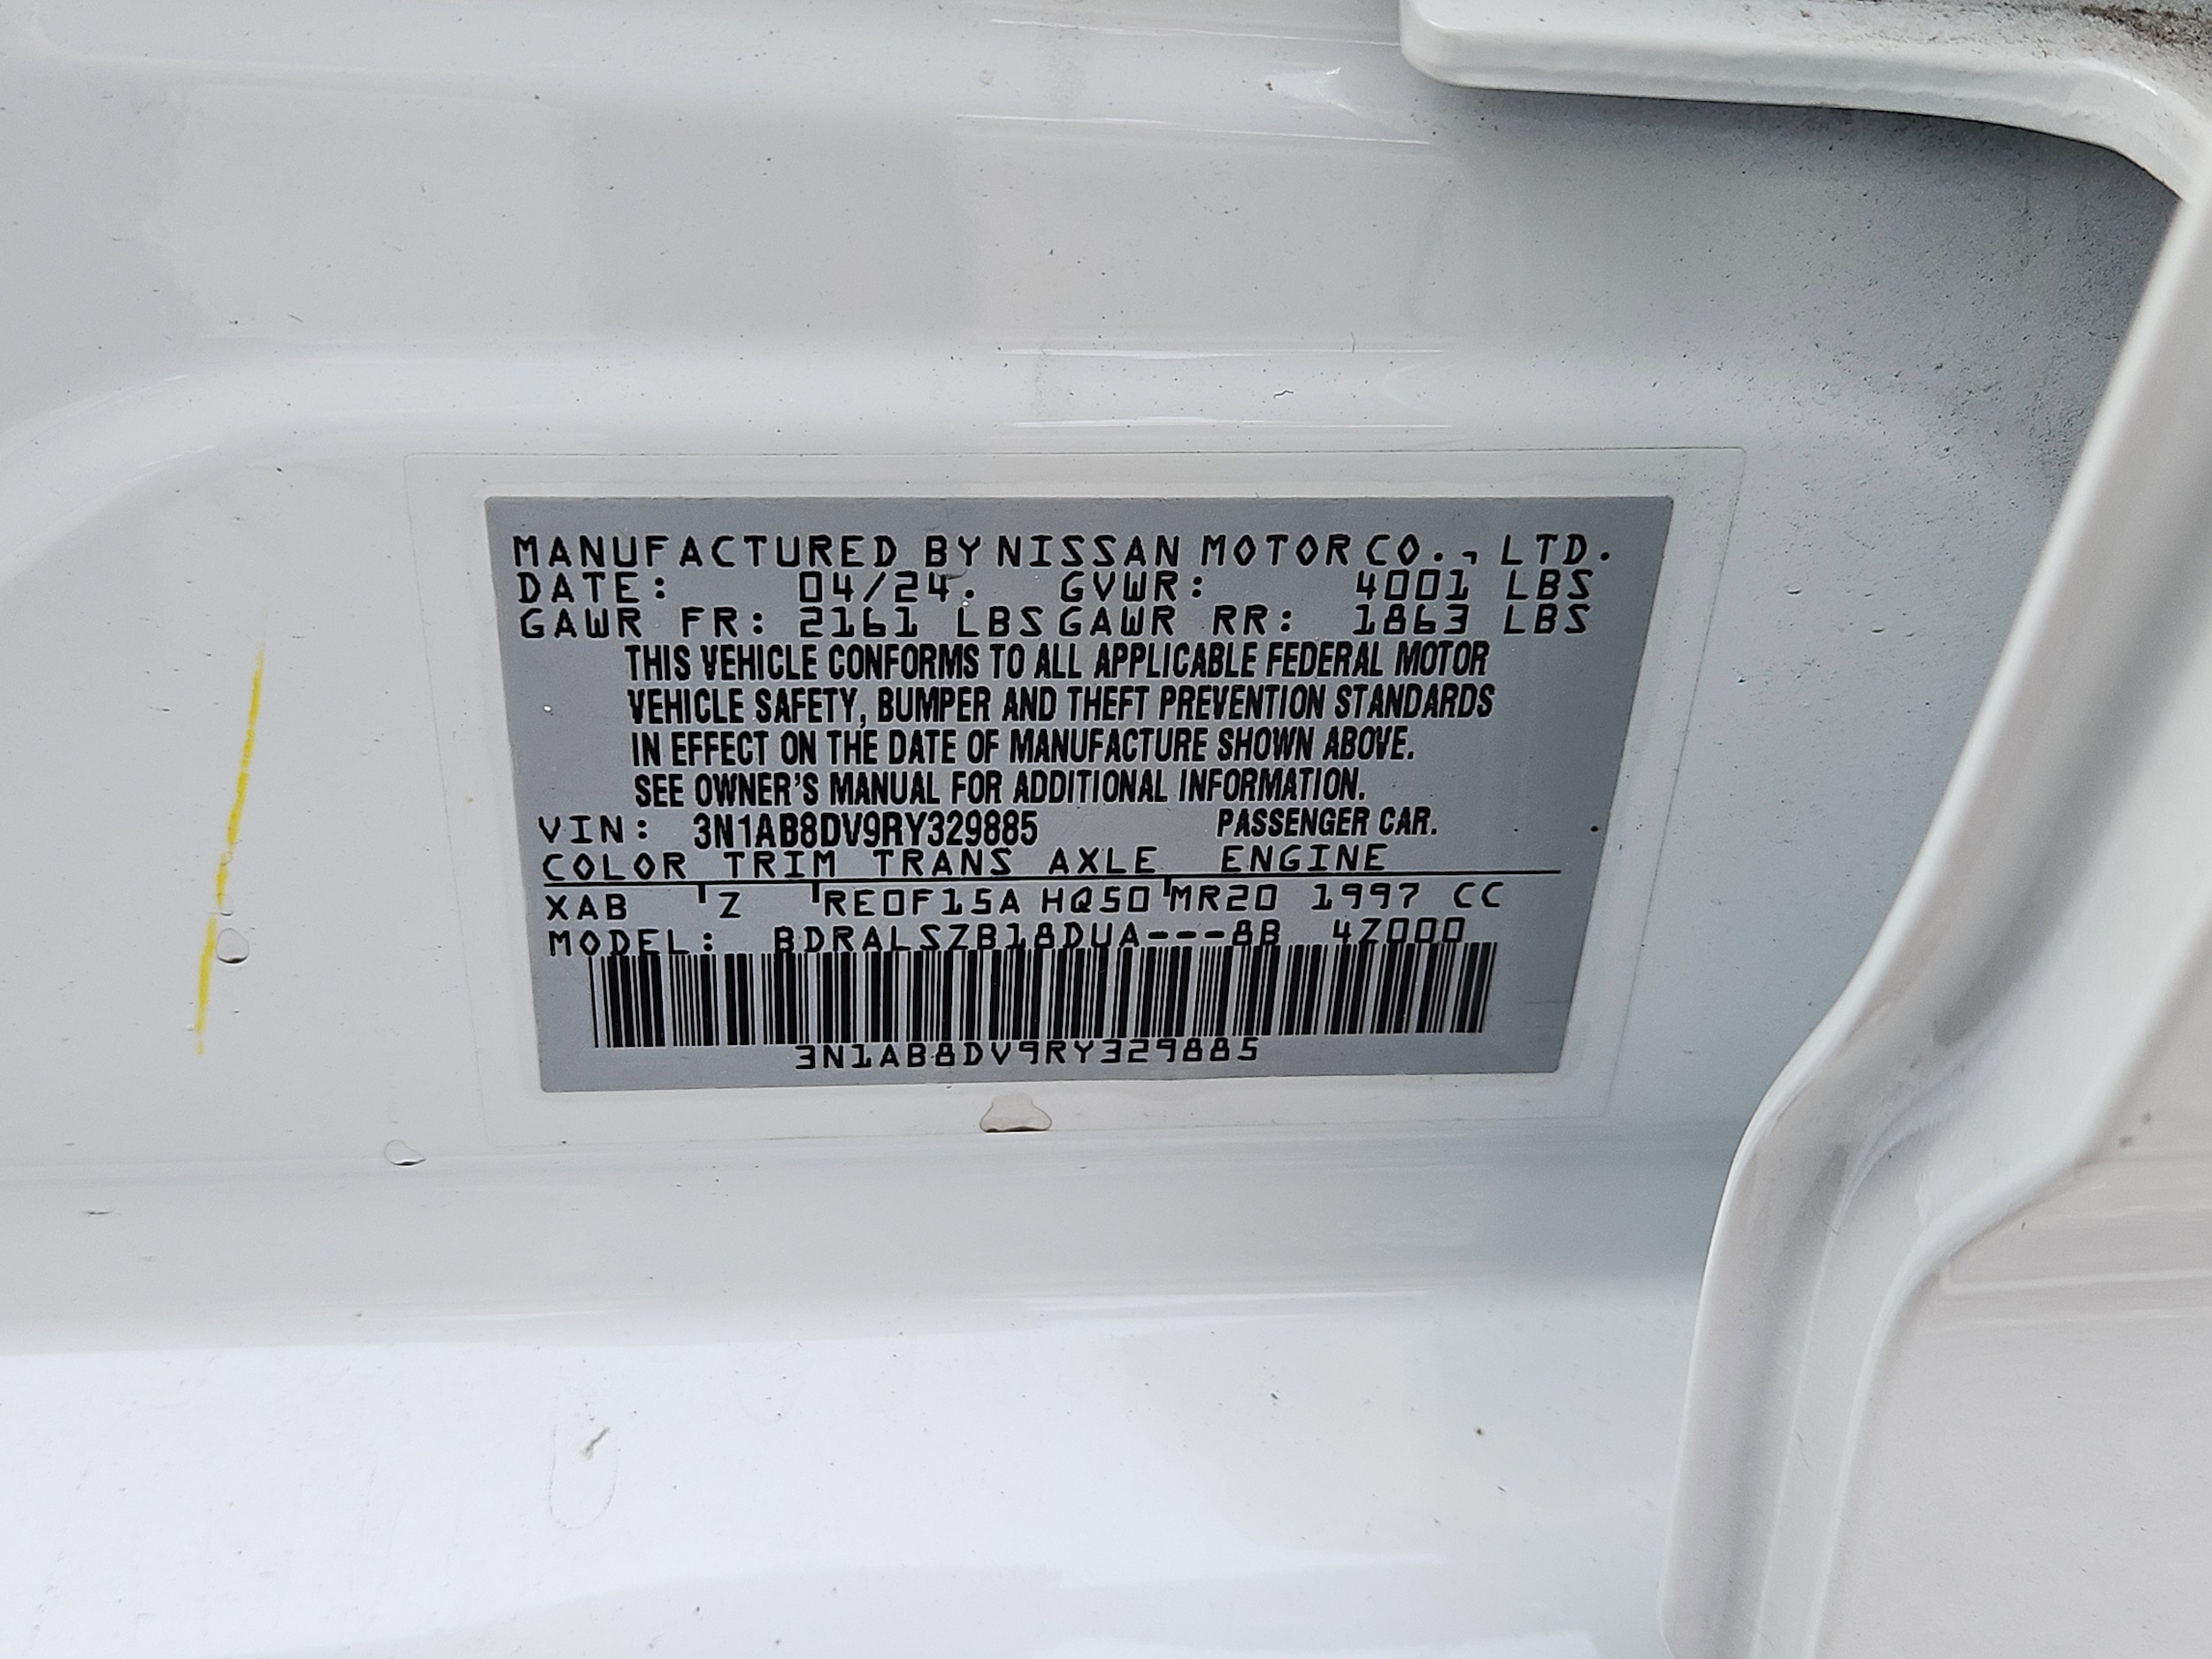 MANUFACTURED BY NISSAN MOTOR CO., LTD.
DATE: 04/24. GVWR: 4001 LBS
GAWR FR: 2161 LBS GAWR RR: 1863 LBS
THIS VEHICLE CONFORMS TO ALL APPLICABLE FEDERAL MOTOR
VEHICLE SAFETY, BUMPER AND THEFT PREVENTION STANDARDS
IN EFFECT ON THE DATE OF MANUFACTURE SHOWN ABOVE.
SEE OWNER'S MANUAL FOR ADDITIONAL INFORMATION.
VIN: 3N1AB8DV9RY329885 PASSENGER CAR.
COLOR TRIM TRANS AXLE ENGINE
XAB Z RE0F15A HQ50 MR20 1997 CC
MODEL: BDRALSZB18DUA---8B 4Z000
3N1AB8DV9RY329885